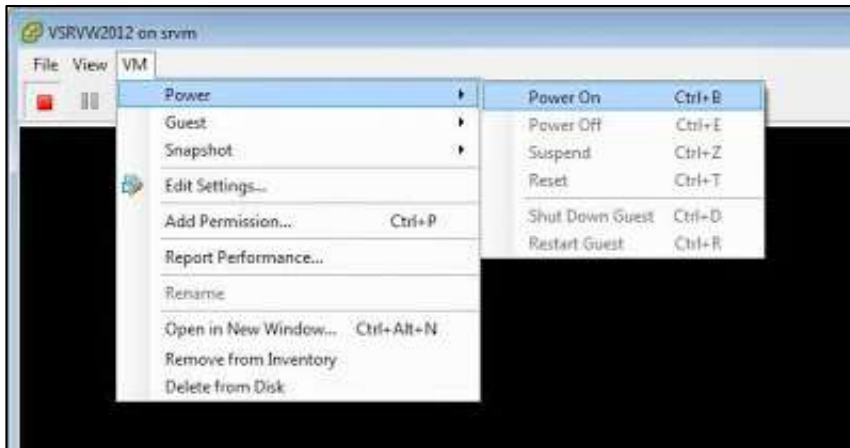 VSRVW2012 on srvm
File View VM
Power
Guest
Snapshot
Edit Settings...
Add Permission... Ctrl+P
Report Performance...
Rename
Open in New Window... Ctrl+Alt+N
Remove from Inventory
Delete from Disk
Power On Ctrl+B
Power Off Ctrl+E
Suspend Ctrl+Z
Reset Ctrl+T
Shut Down Guest Ctrl+D
Restart Guest Ctrl+R